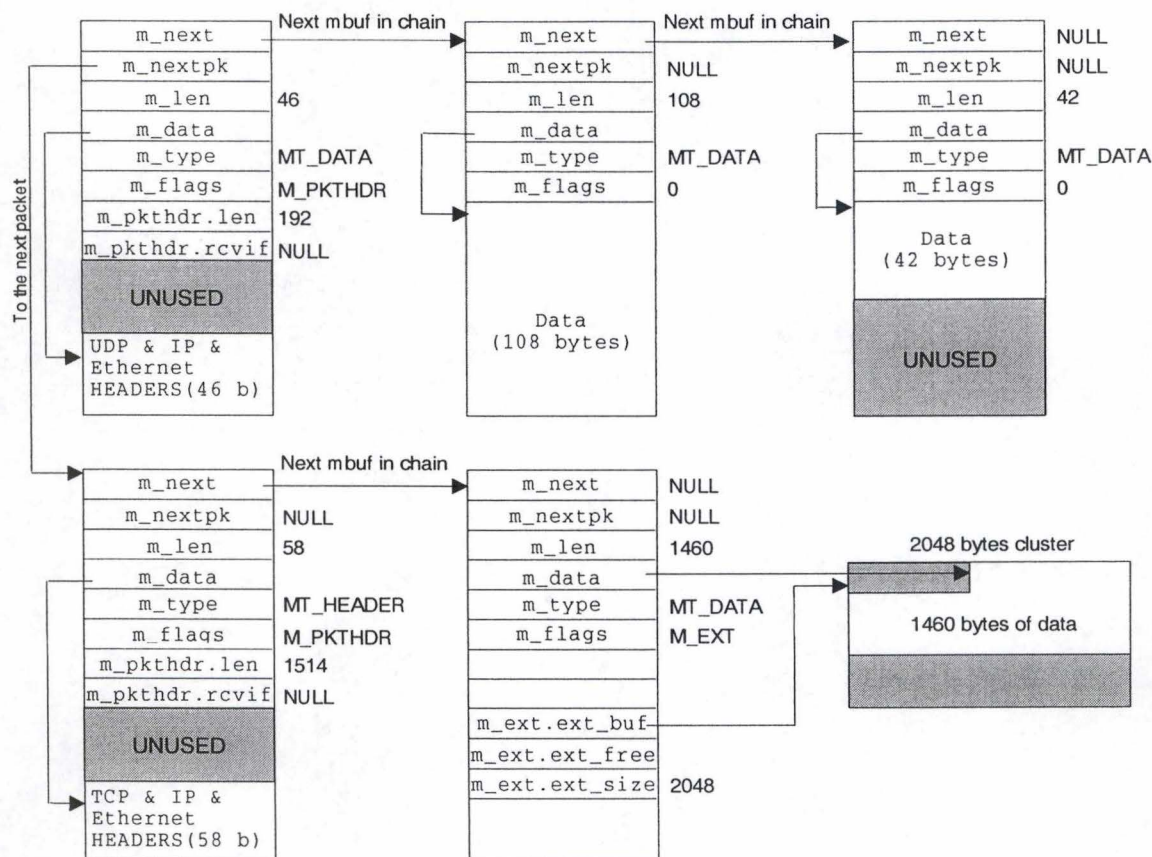 Next mbuf in chain
Next mbuf in chain
m_next
m_nextpk
m_len 46
m_data
m_type MT_DATA
m_flags M_PKTHDR
m_pkthdr.len 192
m_pkthdr.rcvif NULL
UNUSED
UDP & IP &
Ethernet
HEADERS(46 b)
m_next
m_nextpk NULL
m_len 108
m_data
m_type MT_DATA
m_flags 0
Data
(108 bytes)
m_next NULL
m_nextpk NULL
m_len 42
m_data
m_type MT_DATA
m_flags 0
Data
(42 bytes)
UNUSED
To the next packet
Next mbuf in chain
m_next
m_nextpk NULL
m_len 58
m_data
m_type MT_HEADER
m_flags M_PKTHDR
m_pkthdr.len 1514
m_pkthdr.rcvif NULL
UNUSED
TCP & IP &
Ethernet
HEADERS(58 b)
m_next NULL
m_nextpk NULL
m_len 1460
m_data
m_type MT_DATA
m_flags M_EXT
m_ext.ext_buf
m_ext.ext_free
m_ext.ext_size 2048
2048 bytes cluster
1460 bytes of data